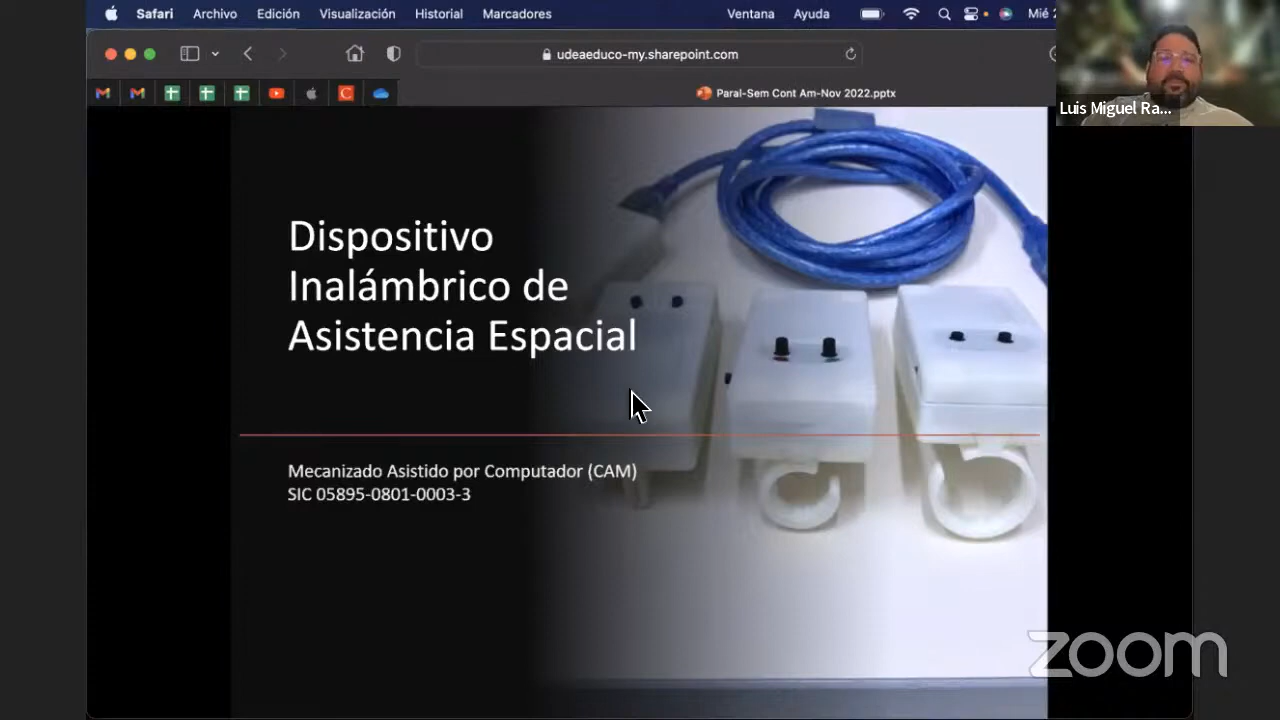 Safari Archivo Edición Visualización Historial Marcadores Ventana Ayuda Mié
udeaeduco-my.sharepoint.com
Paral-Sem Cont Am-Nov 2022.pptx
Luis Miguel Ra...
Dispositivo
Inalámbrico de
Asistencia Espacial
Mecanizado Asistido por Computador (CAM)
SIC 05895-0801-0003-3
zoom